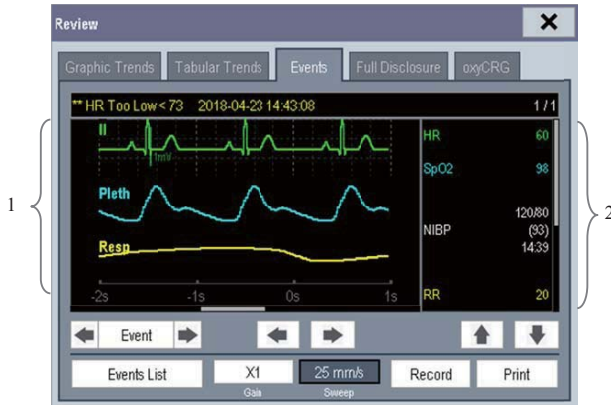 Review
Graphic Trends Tabular Trends Events Full Disclosure oxyCRG
** HR Too Low < 73 2018-04-23 14:43:08 1 / 1
II
1mV
Pleth
Resp
-2s -1s 0s 1s
HR 60
SpO2 98
120/80
NIBP (93)
14:39
RR 20
1
2
Event
Events List X1 25 mm/s Record Print
Gain Sweep